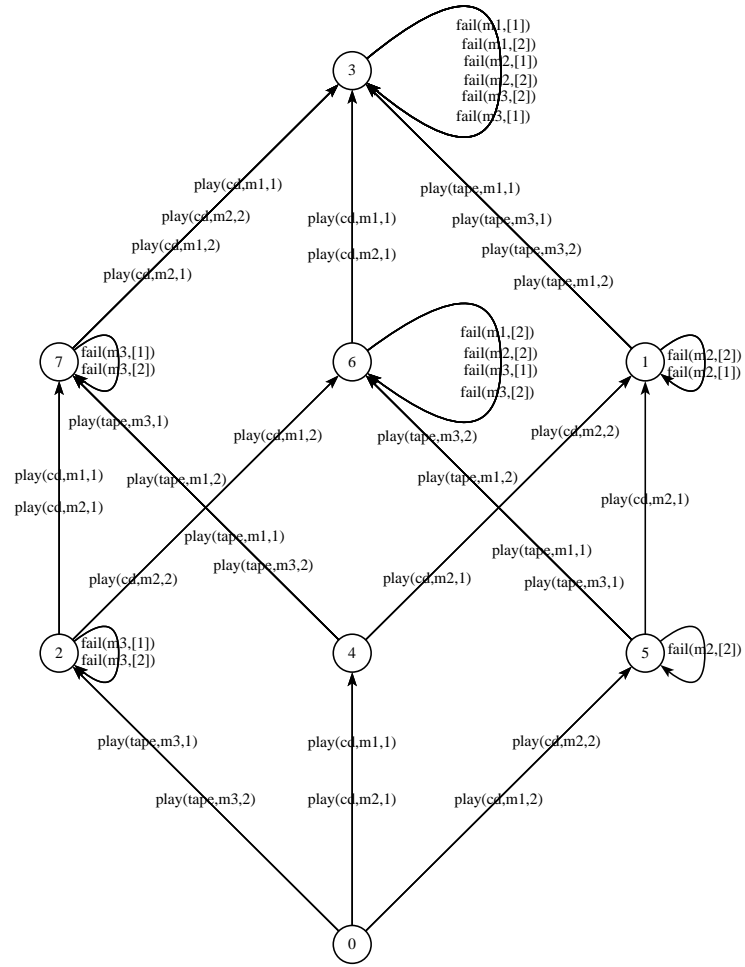 fail(m1,[1])
fail(m1,[2])
3
fail(m2,[1])
fail(m2,[2])
fail(m3,[2])
fail(m3,[1])
play(cd,m1,1)
play(tape,m1,1)
play(cd,m2,2)
play(cd,m1,1)
play(tape,m3,1)
play(cd,m1,2)
play(cd,m2,1)
play(tape,m3,2)
play(cd,m2,1)
play(tape,m1,2)
fail(m1,[2])
7
fail(m3,[1])
fail(m3,[2])
6
fail(m2,[2])
fail(m3,[1])
fail(m3,[2])
1
fail(m2,[2])
fail(m2,[1])
play(tape,m3,1)
play(cd,m1,2)
play(tape,m3,2)
play(cd,m2,2)
play(cd,m1,1)
play(tape,m1,2)
play(tape,m1,2)
play(cd,m2,1)
play(cd,m2,1)
play(tape,m1,1)
play(tape,m1,1)
play(tape,m3,2)
play(cd,m2,2)
play(cd,m2,1)
play(tape,m3,1)
2
fail(m3,[1])
fail(m3,[2])
4
5
fail(m2,[2])
play(tape,m3,1)
play(cd,m1,1)
play(cd,m2,2)
play(tape,m3,2)
play(cd,m2,1)
play(cd,m1,2)
0